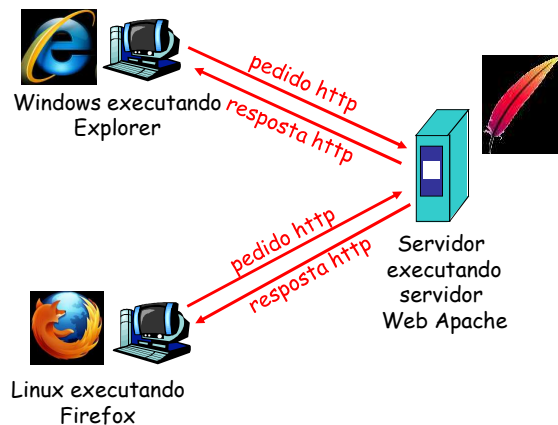 pedido http
resposta http
Windows executando
Explorer
pedido http
resposta http
Servidor
executando
servidor
Web Apache
Linux executando
Firefox